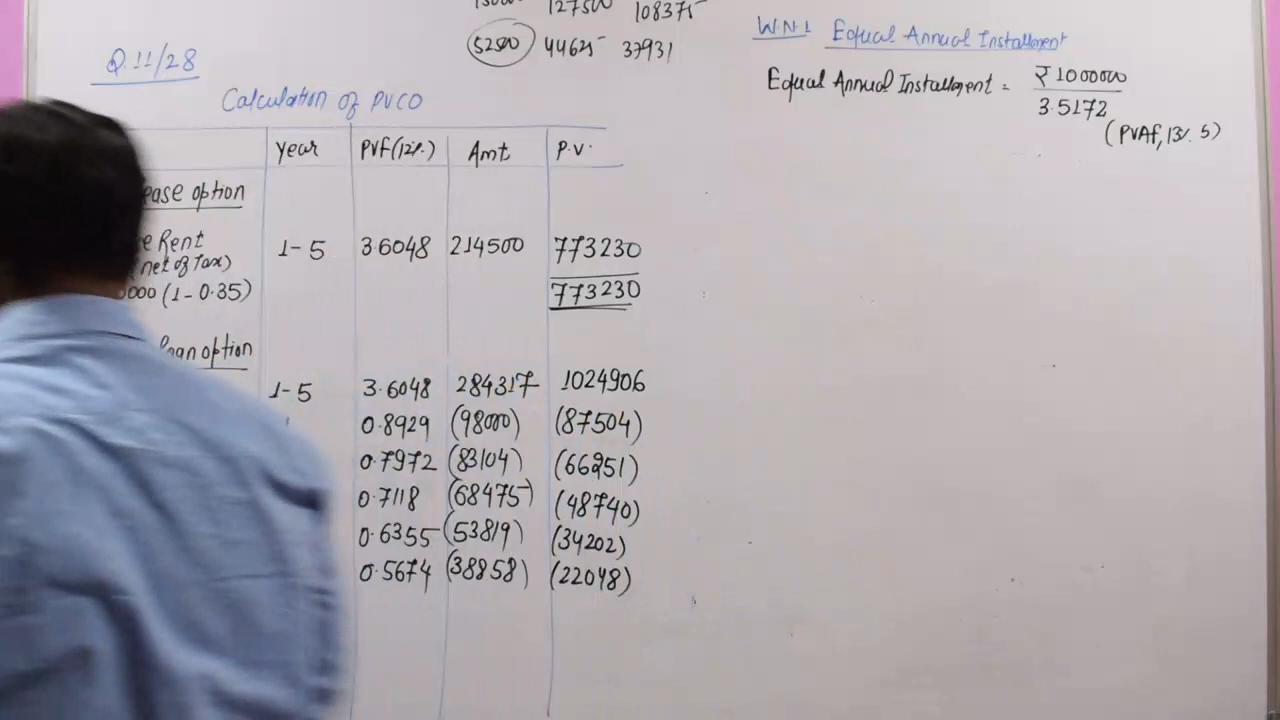 127500 108375
52500 44625 37931
Q.11/28
Calculation of PVCO
Year PVF(12%) Amt P.V.
ease option
e Rent
(net of Tax) 1-5 3.6048 214500 773230
0000 (1-0.35) 773230
oan option
1-5 3.6048 284317 1024906
0.8929 (98000) (87504)
0.7972 (83104) (66251)
0.7118 (68475) (48740)
0.6355 (53819) (34202)
0.5674 (38858) (22048)
W.N.1 Equal Annual Installment
Equal Annual Installment = ₹1000000
3.5172
(PVAf, 13%. 5)